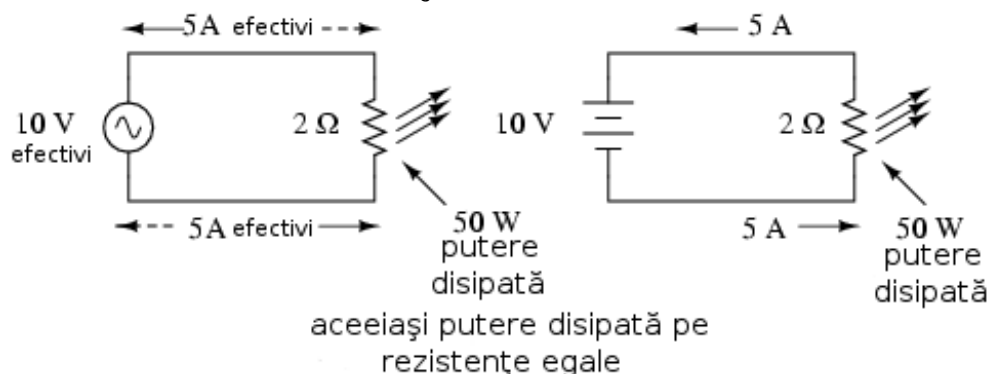 5A efectivi
5 A
10 V
efectivi
2 Ω
10 V
2 Ω
5A efectivi
50 W
putere
disipată
5 A
50 W
putere
disipată
aceeiaşi putere disipată pe
rezistenţe egale